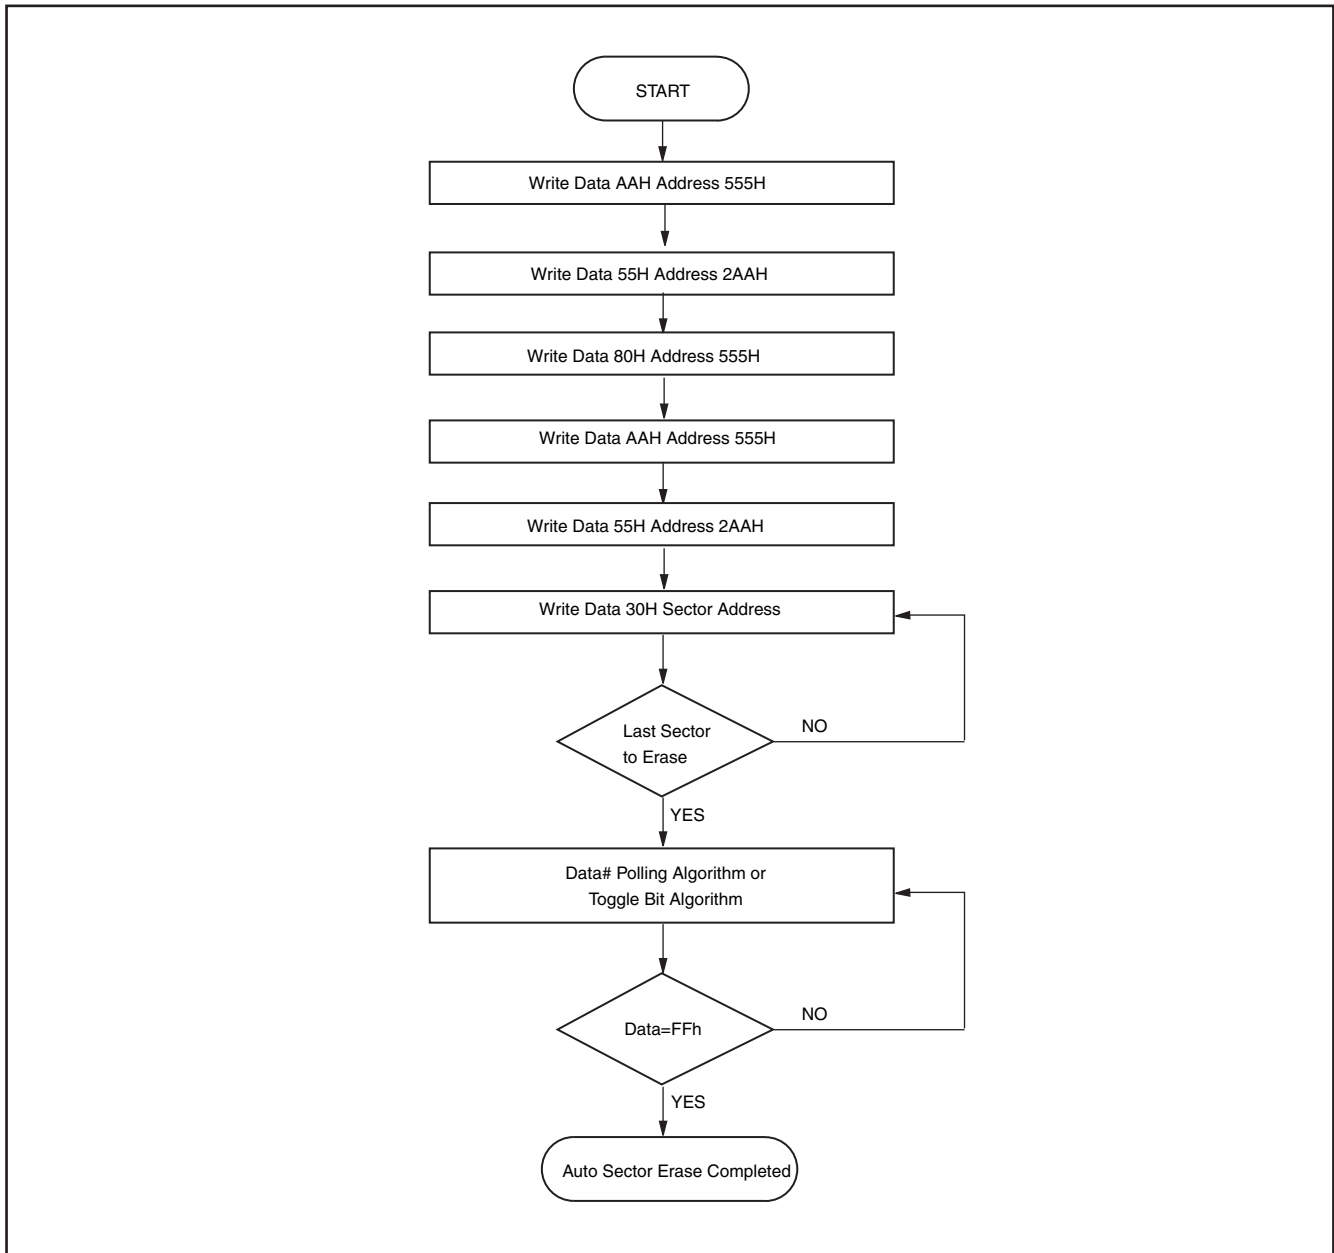 START
Write Data AAH Address 555H
Write Data 55H Address 2AAH
Write Data 80H Address 555H
Write Data AAH Address 555H
Write Data 55H Address 2AAH
Write Data 30H Sector Address
Last Sector
to Erase
NO
YES
Data# Polling Algorithm or
Toggle Bit Algorithm
Data=FFh
NO
YES
Auto Sector Erase Completed